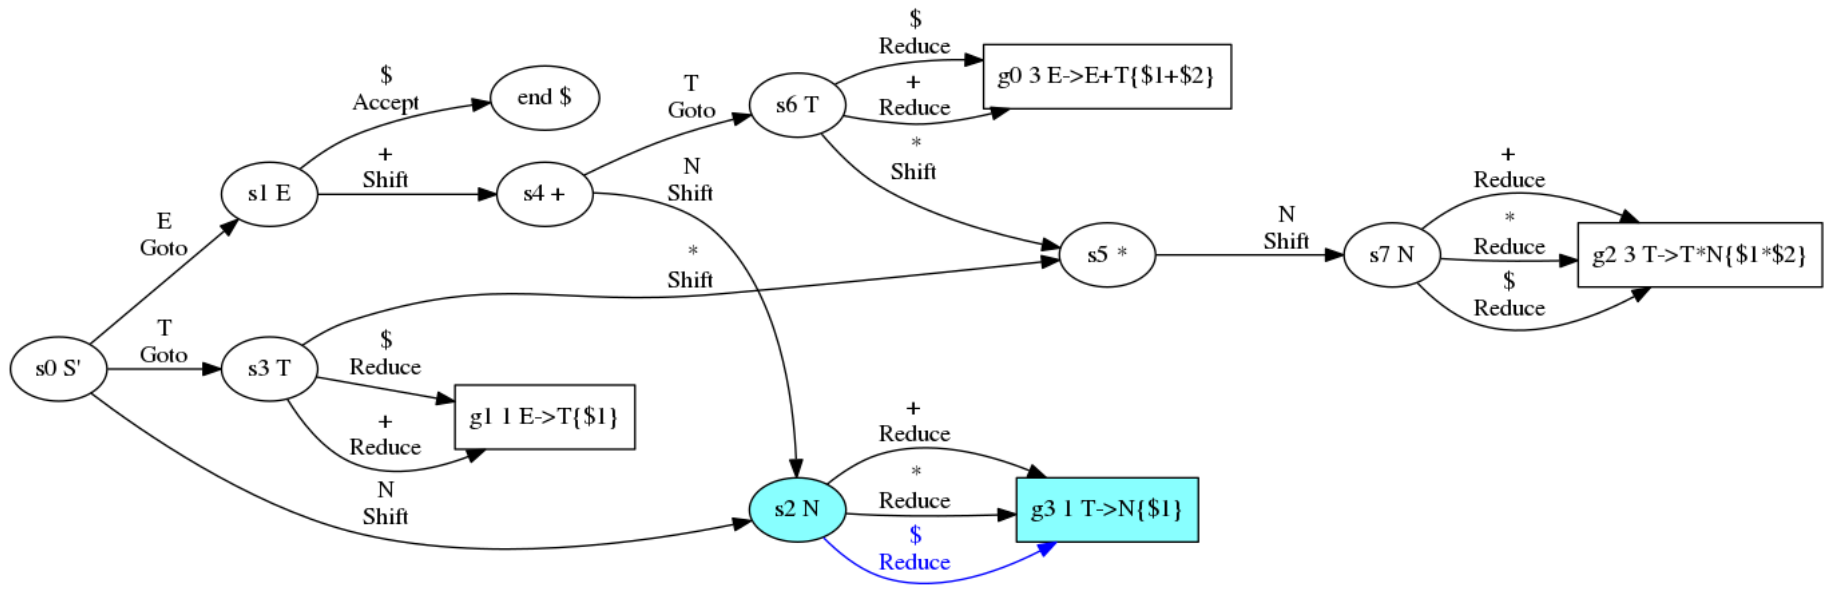 $
Reduce
g0 3 E->E+T{$1+$2}
+
Reduce
*
Shift
T
Goto
s6 T
$
Accept
end $
+
Shift
s1 E
s4 +
N
Shift
E
Goto
*
Shift
s5 *
N
Shift
s7 N
+
Reduce
*
Reduce
g2 3 T->T*N{$1*$2}
$
Reduce
s0 S'
T
Goto
s3 T
$
Reduce
g1 1 E->T{$1}
+
Reduce
N
Shift
s2 N
+
Reduce
*
Reduce
g3 1 T->N{$1}
$
Reduce